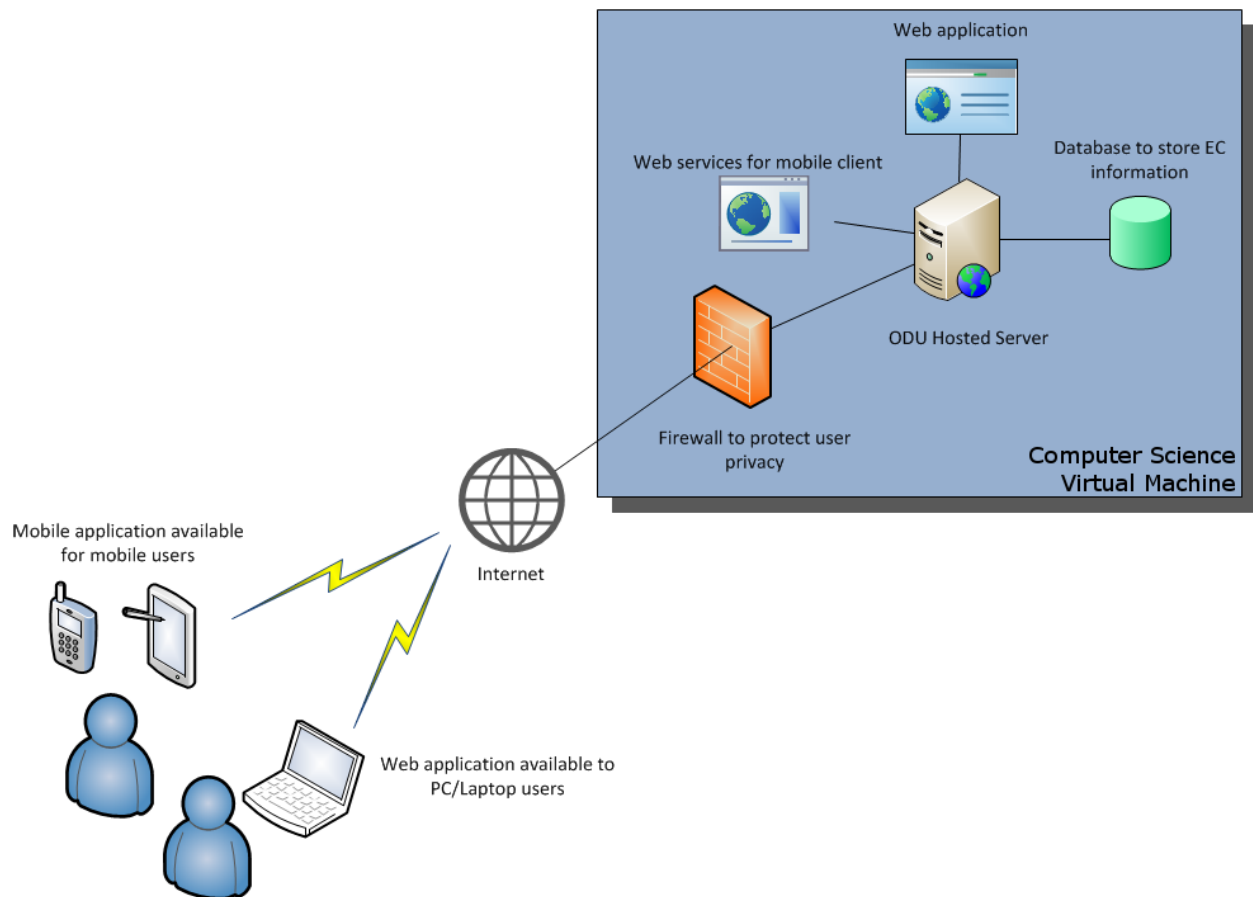 Web application
Database to store EC
information
Web services for mobile client
ODU Hosted Server
Firewall to protect user
privacy
Computer Science
Virtual Machine
Mobile application available
for mobile users
Internet
Web application available to
PC/Laptop users